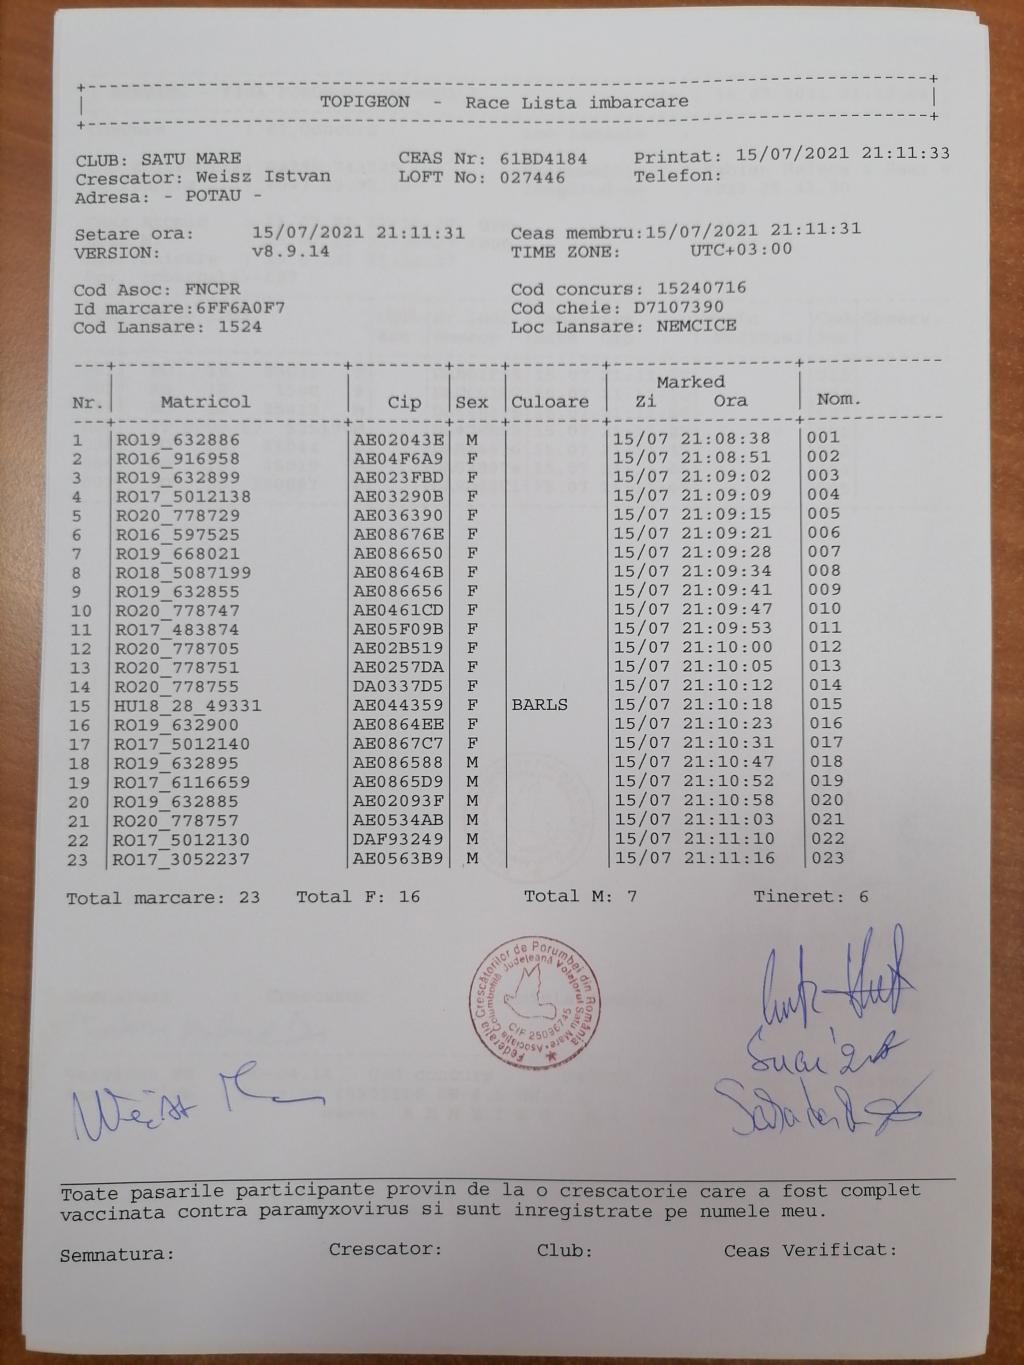 TOPIGEON - Race Lista imbarcare
CLUB: SATU MARE CEAS Nr: 61BD4184 Printat: 15/07/2021 21:11:33
Crescator: Weisz Istvan LOFT No: 027446 Telefon:
Adresa: - POTAU -
Setare ora: 15/07/2021 21:11:31 Ceas membru:15/07/2021 21:11:31
VERSION: v8.9.14 TIME ZONE: UTC+03:00
Cod Asoc: FNCPR Cod concurs: 15240716
Id marcare:6FF6A0F7 Cod cheie: D7107390
Cod Lansare: 1524 Loc Lansare: NEMCICE
Marked
Nr. Matricol Cip Sex Culoare Zi Ora Nom.
1 RO19_632886 AE02043E M 15/07 21:08:38 001
2 RO16_916958 AE04F6A9 F 15/07 21:08:51 002
3 RO19_632899 AE023FBD F 15/07 21:09:02 003
4 RO17_5012138 AE03290B F 15/07 21:09:09 004
5 RO20_778729 AE036390 F 15/07 21:09:15 005
6 RO16_597525 AE08676E F 15/07 21:09:21 006
7 RO19_668021 AE086650 F 15/07 21:09:28 007
8 RO18_5087199 AE08646B F 15/07 21:09:34 008
9 RO19_632855 AE086656 F 15/07 21:09:41 009
10 RO20_778747 AE0461CD F 15/07 21:09:47 010
11 RO17_483874 AE05F09B F 15/07 21:09:53 011
12 RO20_778705 AE02B519 F 15/07 21:10:00 012
13 RO20_778751 AE0257DA F 15/07 21:10:05 013
14 RO20_778755 DA0337D5 F 15/07 21:10:12 014
15 HU18_28_49331 AE044359 F BARLS 15/07 21:10:18 015
16 RO19_632900 AE0864EE F 15/07 21:10:23 016
17 RO17_5012140 AE0867C7 F 15/07 21:10:31 017
18 RO19_632895 AE086588 M 15/07 21:10:47 018
19 RO17_6116659 AE0865D9 M 15/07 21:10:52 019
20 RO19_632885 AE02093F M 15/07 21:10:58 020
21 RO20_778757 AE0534AB M 15/07 21:11:03 021
22 RO17_5012130 DAF93249 M 15/07 21:11:10 022
23 RO17_3052237 AE0563B9 M 15/07 21:11:16 023
Total marcare: 23 Total F: 16 Total M: 7 Tineret: 6
Federaţia Crescătorilor de Porumbei din România
Asociaţia Columbofilă Judeţeană Voiajorul Satu Mare
CIF 25096745
Toate pasarile participante provin de la o crescatorie care a fost complet
vaccinata contra paramyxovirus si sunt inregistrate pe numele meu.
Semnatura: Crescator: Club: Ceas Verificat: